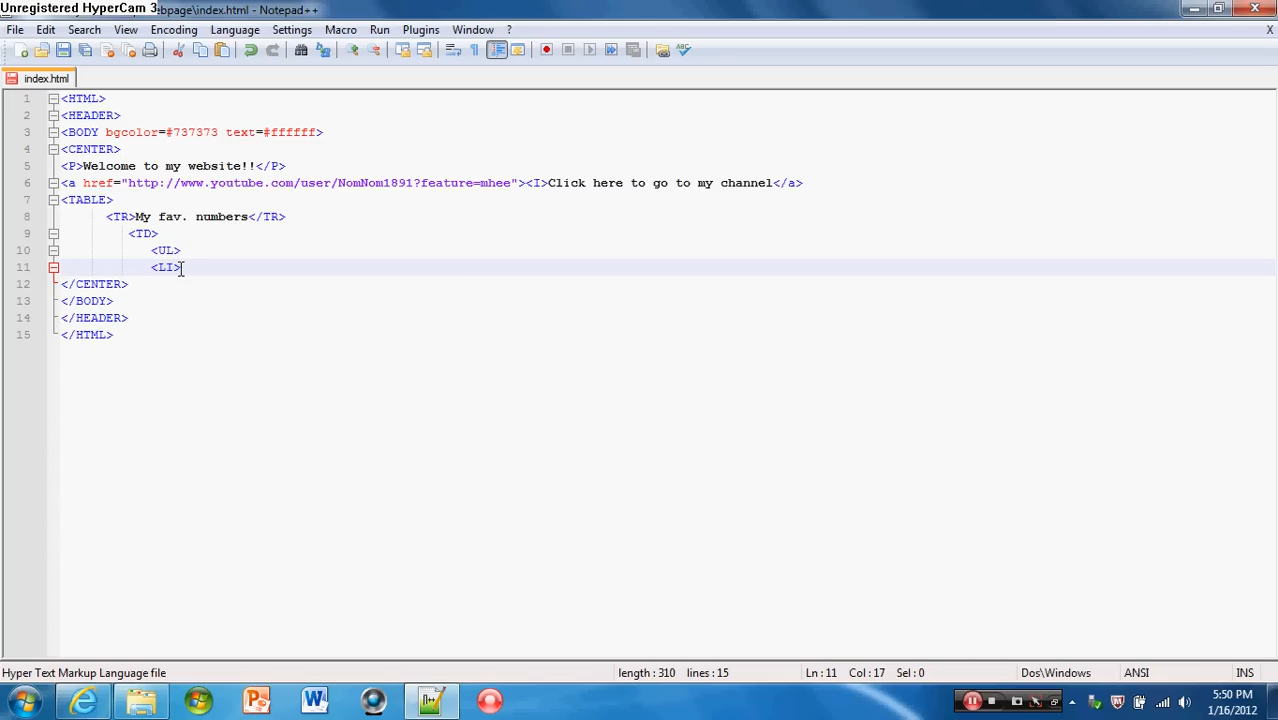 Unregistered HyperCam 3
bpage\index.html - Notepad++
File Edit Search View Encoding Language Settings Macro Run Plugins Window ? X
index.html
1 <HTML>
2 <HEADER>
3 <BODY bgcolor=#737373 text=#ffffff>
4 <CENTER>
5 <P>Welcome to my website!!</P>
6 <a href="http://www.youtube.com/user/NomNom1891?feature=mhee"><I>Click here to go to my channel</a>
7 <TABLE>
8 <TR>My fav. numbers</TR>
9 <TD>
10 <UL>
11 <LI>
12 </CENTER>
13 </BODY>
14 </HEADER>
15 </HTML>
Hyper Text Markup Language file length : 310 lines : 15 Ln : 11 Col : 17 Sel : 0 Dos\Windows ANSI INS
5:50 PM
1/16/2012